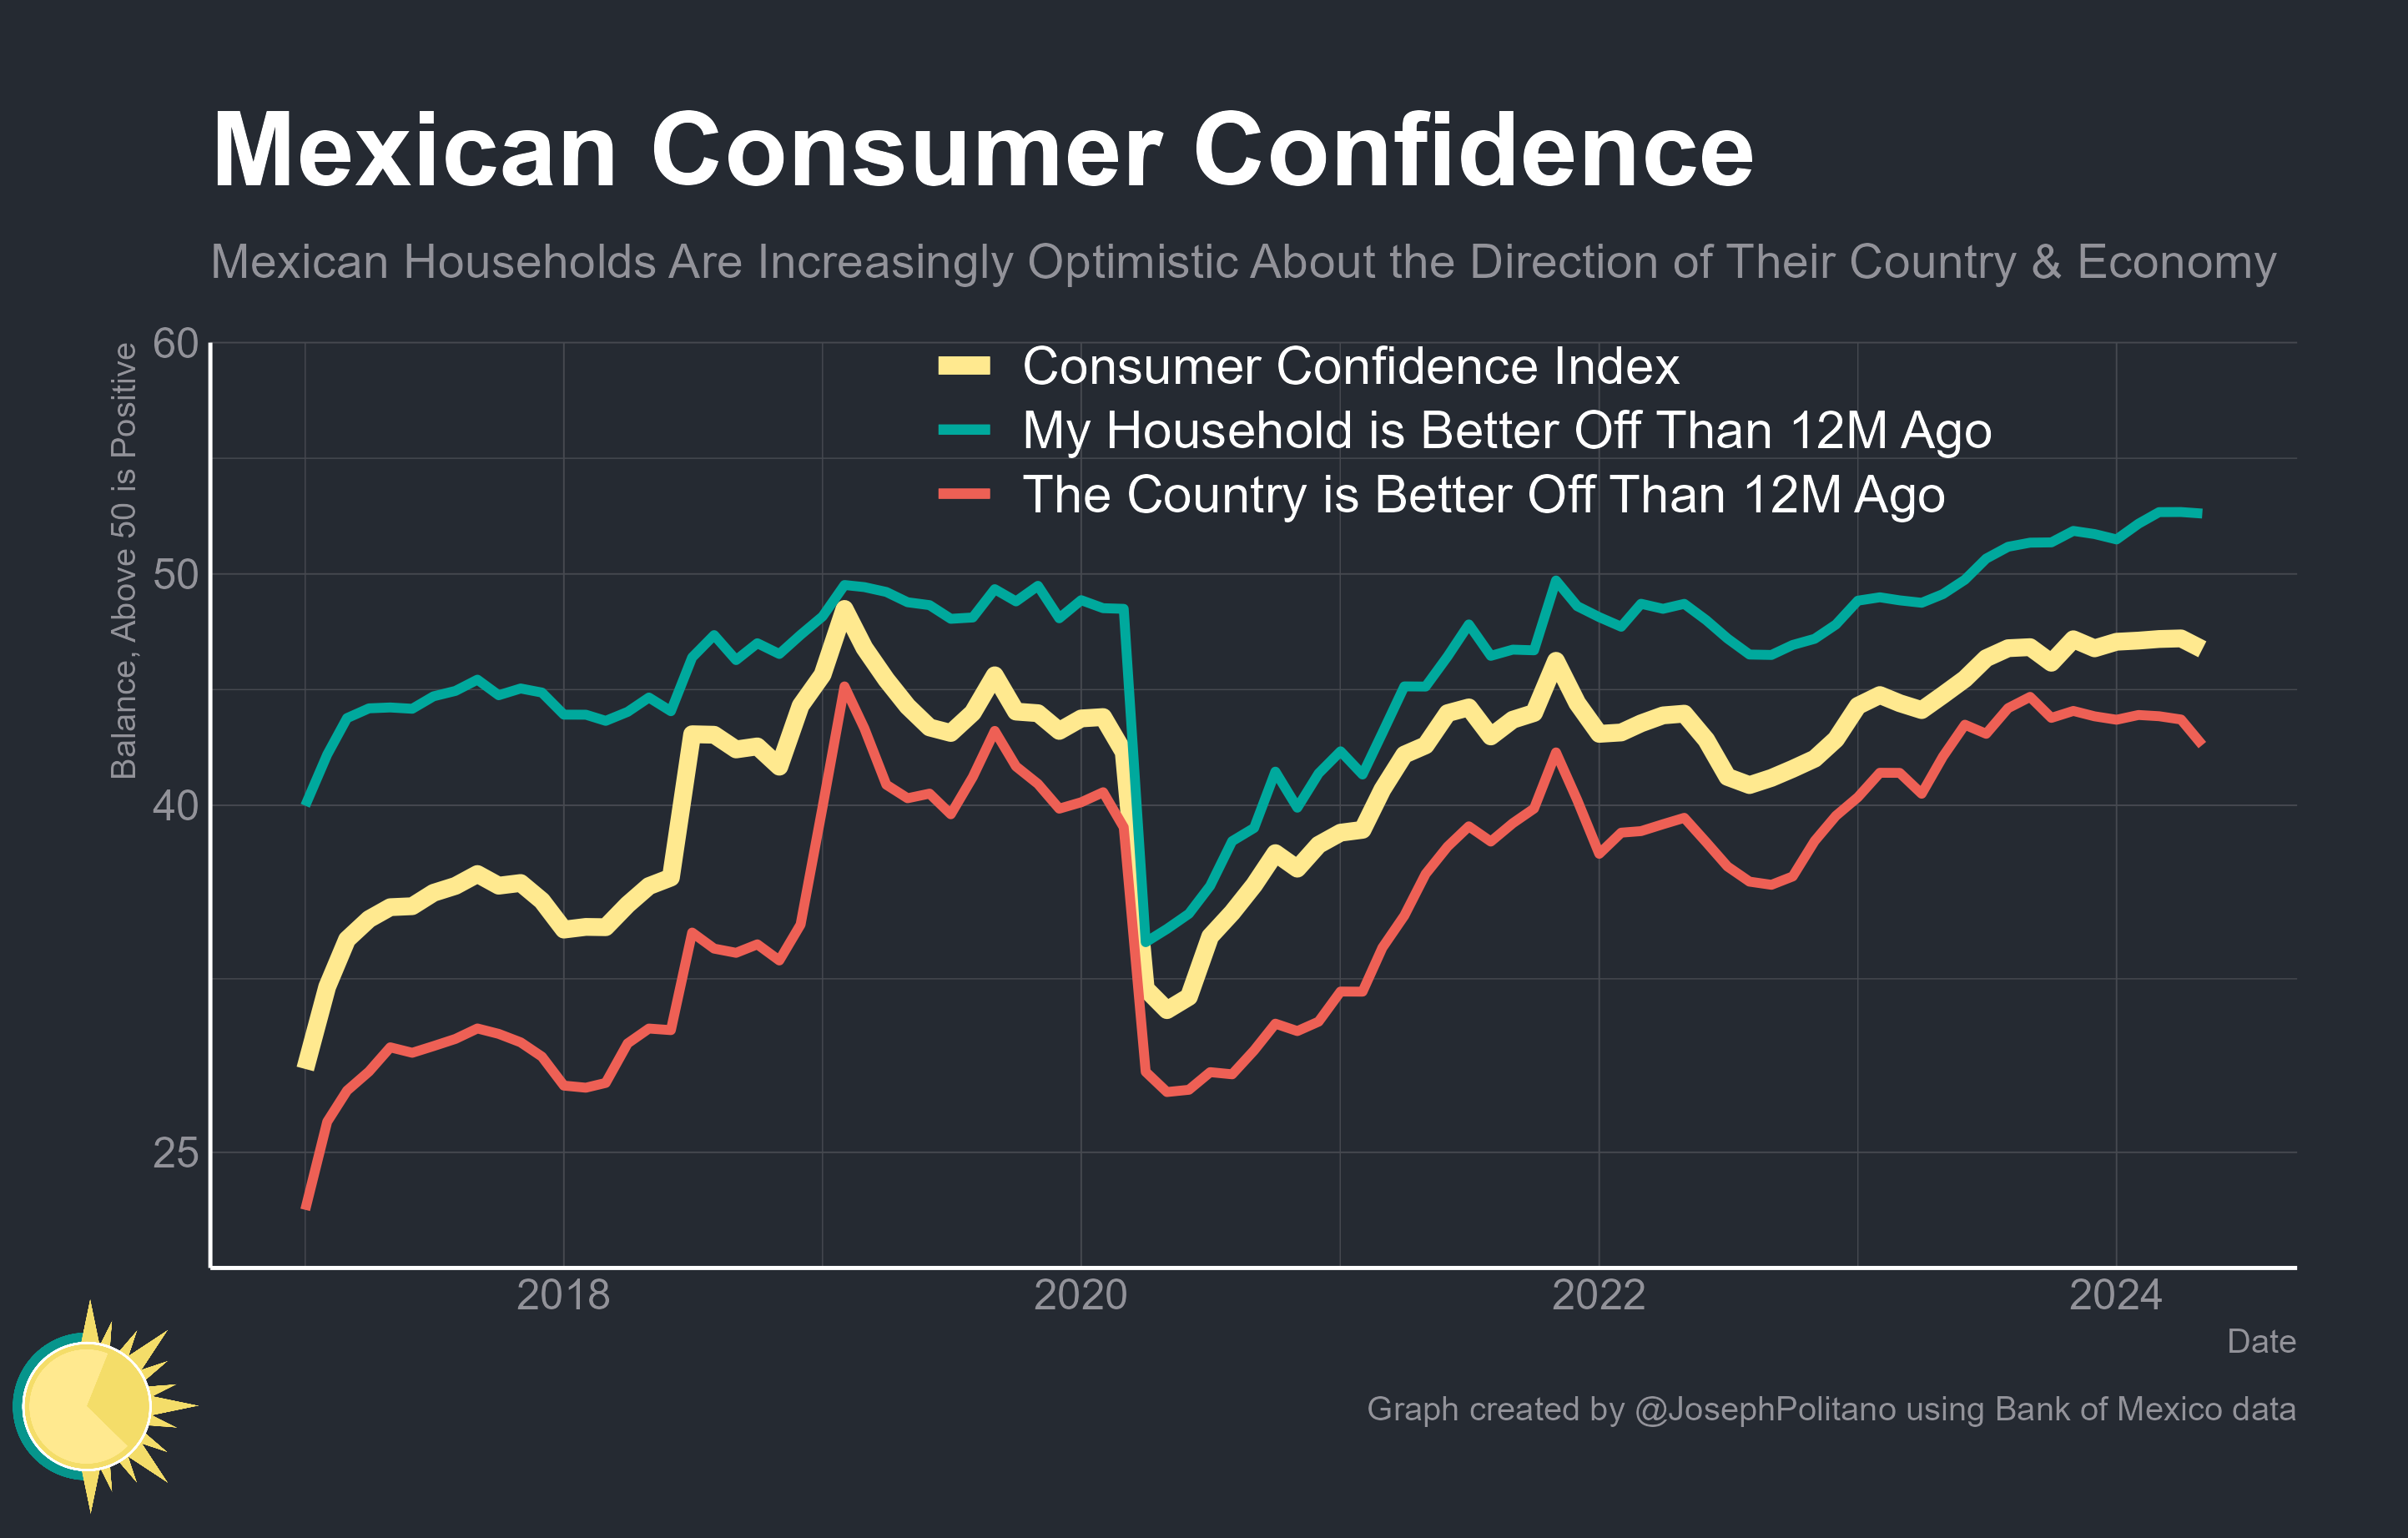 Mexican Consumer Confidence
Mexican Households Are Increasingly Optimistic About the Direction of Their Country & Economy
Balance, Above 50 is Positive
60
50
40
25
Consumer Confidence Index
My Household is Better Off Than 12M Ago
The Country is Better Off Than 12M Ago
2018
2020
2022
2024
Date
Graph created by @JosephPolitano using Bank of Mexico data